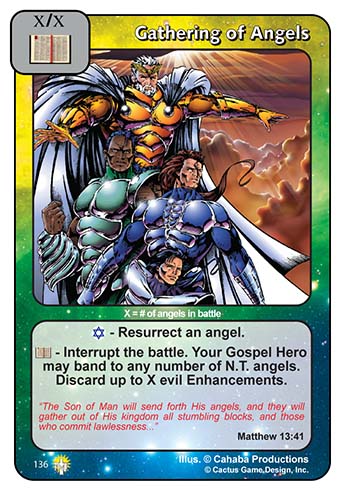 X/X
Gathering of Angels
X = # of angels in battle
- Resurrect an angel.
- Interrupt the battle. Your Gospel Hero
may band to any number of N.T. angels.
Discard up to X evil Enhancements.
"The Son of Man will send forth His angels, and they
will gather out of His kingdom all stumbling blocks, and those
who commit lawlessness..."
Matthew 13:41
136
Illus. © Cahaba Productions
© Cactus Game Design, Inc.